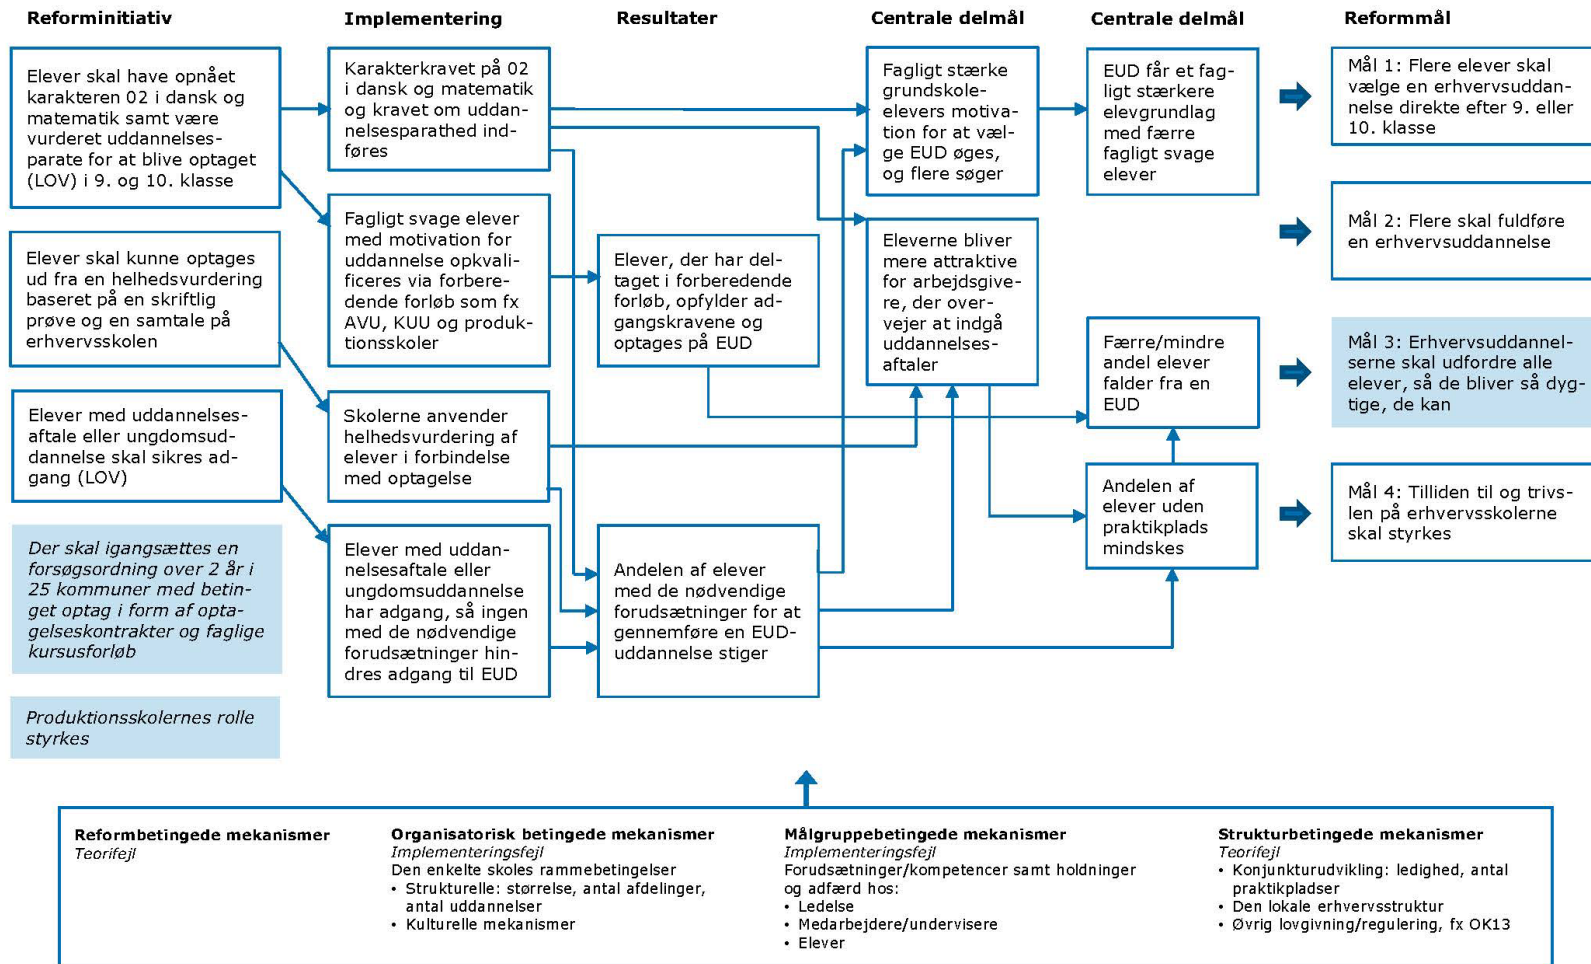 Reforminitiativ
Elever skal have opnået
karakteren 02 i dansk og
matematik samt være
vurderet uddannelses-
parate for at blive optaget
(LOV) i 9. og 10. klasse
Elever skal kunne optages
ud fra en helhedsvurdering
baseret på en skriftlig
prøve og en samtale på
erhvervsskolen
Elever med uddannelses-
aftale eller ungdomsud-
dannelse skal sikres ad-
gang (LOV)
Der skal igangsættes en
forsøgsordning over 2 år i
25 kommuner med betin-
get optag i form af opta-
gelseskontrakter og faglige
kursusforløb
Produktionsskolernes rolle
styrkes
Implementering
Karakterkravet på 02
i dansk og matematik
og kravet om uddan-
nelsesparathed ind-
føres
Fagligt svage elever
med motivation for
uddannelse opkvalifi-
ceres via forbere-
dende forløb som fx
AVU, KUU og produk-
tionsskoler
Skolerne anvender
helhedsvurdering af
elever i forbindelse
med optagelse
Elever med uddan-
nelsesaftale eller
ungdomsuddannelse
har adgang, så ingen
med de nødvendige
forudsætninger hin-
dres adgang til EUD
Resultater
Elever, der har del-
taget i forberedende
forløb, opfylder ad-
gangskravene og
optages på EUD
Andelen af elever
med de nødvendige
forudsætninger for at
gennemføre en EUD-
uddannelse stiger
Centrale delmål
Fagligt stærke
grundskole-
elevers motiva-
tion for at væl-
ge EUD øges,
og flere søger
Eleverne bliver
mere attraktive
for arbejdsgive-
re, der over-
vejer at indgå
uddannelses-
aftaler
Centrale delmål
EUD får et fag-
ligt stærkere
elevgrundlag
med færre
fagligt svage
elever
Færre/mindre
andel elever
falder fra en
EUD
Andelen af
elever uden
praktikplads
mindskes
Reformmål
Mål 1: Flere elever skal
vælge en erhvervsuddan-
nelse direkte efter 9. eller
10. klasse
Mål 2: Flere skal fuldføre
en erhvervsuddannelse
Mål 3: Erhvervsuddannel-
serne skal udfordre alle
elever, så de bliver så dyg-
tige, de kan
Mål 4: Tilliden til og trivs-
len på erhvervsskolerne
skal styrkes
Reformbetingede mekanismer
Teorifejl
Organisatorisk betingede mekanismer
Implementeringsfejl
Den enkelte skoles rammebetingelser
• Strukturelle: størrelse, antal afdelinger,
antal uddannelser
• Kulturelle mekanismer
Målgruppebetingede mekanismer
Implementeringsfejl
Forudsætninger/kompetencer samt holdninger
og adfærd hos:
• Ledelse
• Medarbejdere/undervisere
• Elever
Strukturbetingede mekanismer
Teorifejl
• Konjunkturudvikling: ledighed, antal
praktikpladser
• Den lokale erhvervsstruktur
• Øvrig lovgivning/regulering, fx OK13